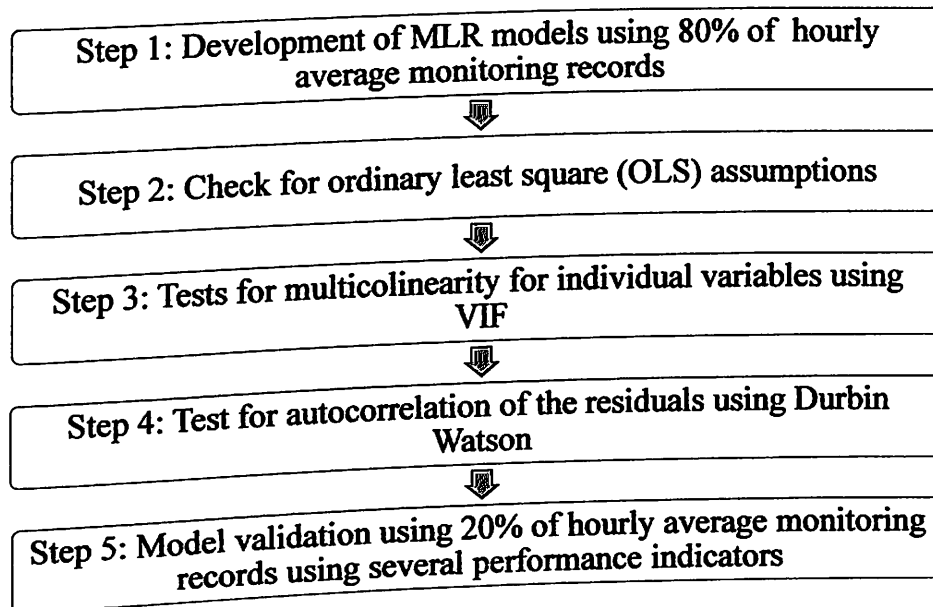 Step 1: Development of MLR models using 80% of hourly
average monitoring records
Step 2: Check for ordinary least square (OLS) assumptions
Step 3: Tests for multicolinearity for individual variables using
VIF
Step 4: Test for autocorrelation of the residuals using Durbin
Watson
Step 5: Model validation using 20% of hourly average monitoring
records using several performance indicators